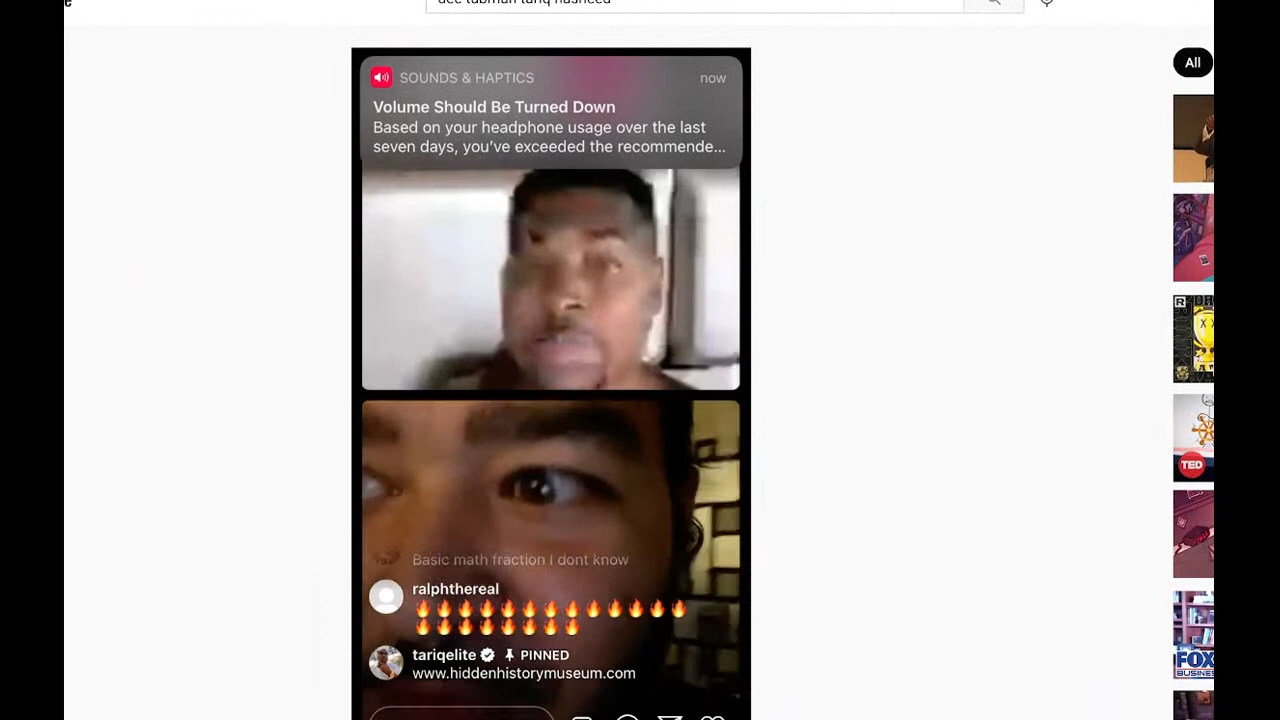 e
dee tubman tariq nasheed
All
SOUNDS & HAPTICS now
Volume Should Be Turned Down
Based on your headphone usage over the last
seven days, you've exceeded the recommende...
Basic math fraction I dont know
ralphthereal
🔥🔥🔥🔥🔥🔥🔥🔥🔥🔥🔥🔥🔥
🔥🔥🔥🔥🔥🔥🔥🔥
tariqelite PINNED
www.hiddenhistorymuseum.com
R
TED
FOX
BUSINES